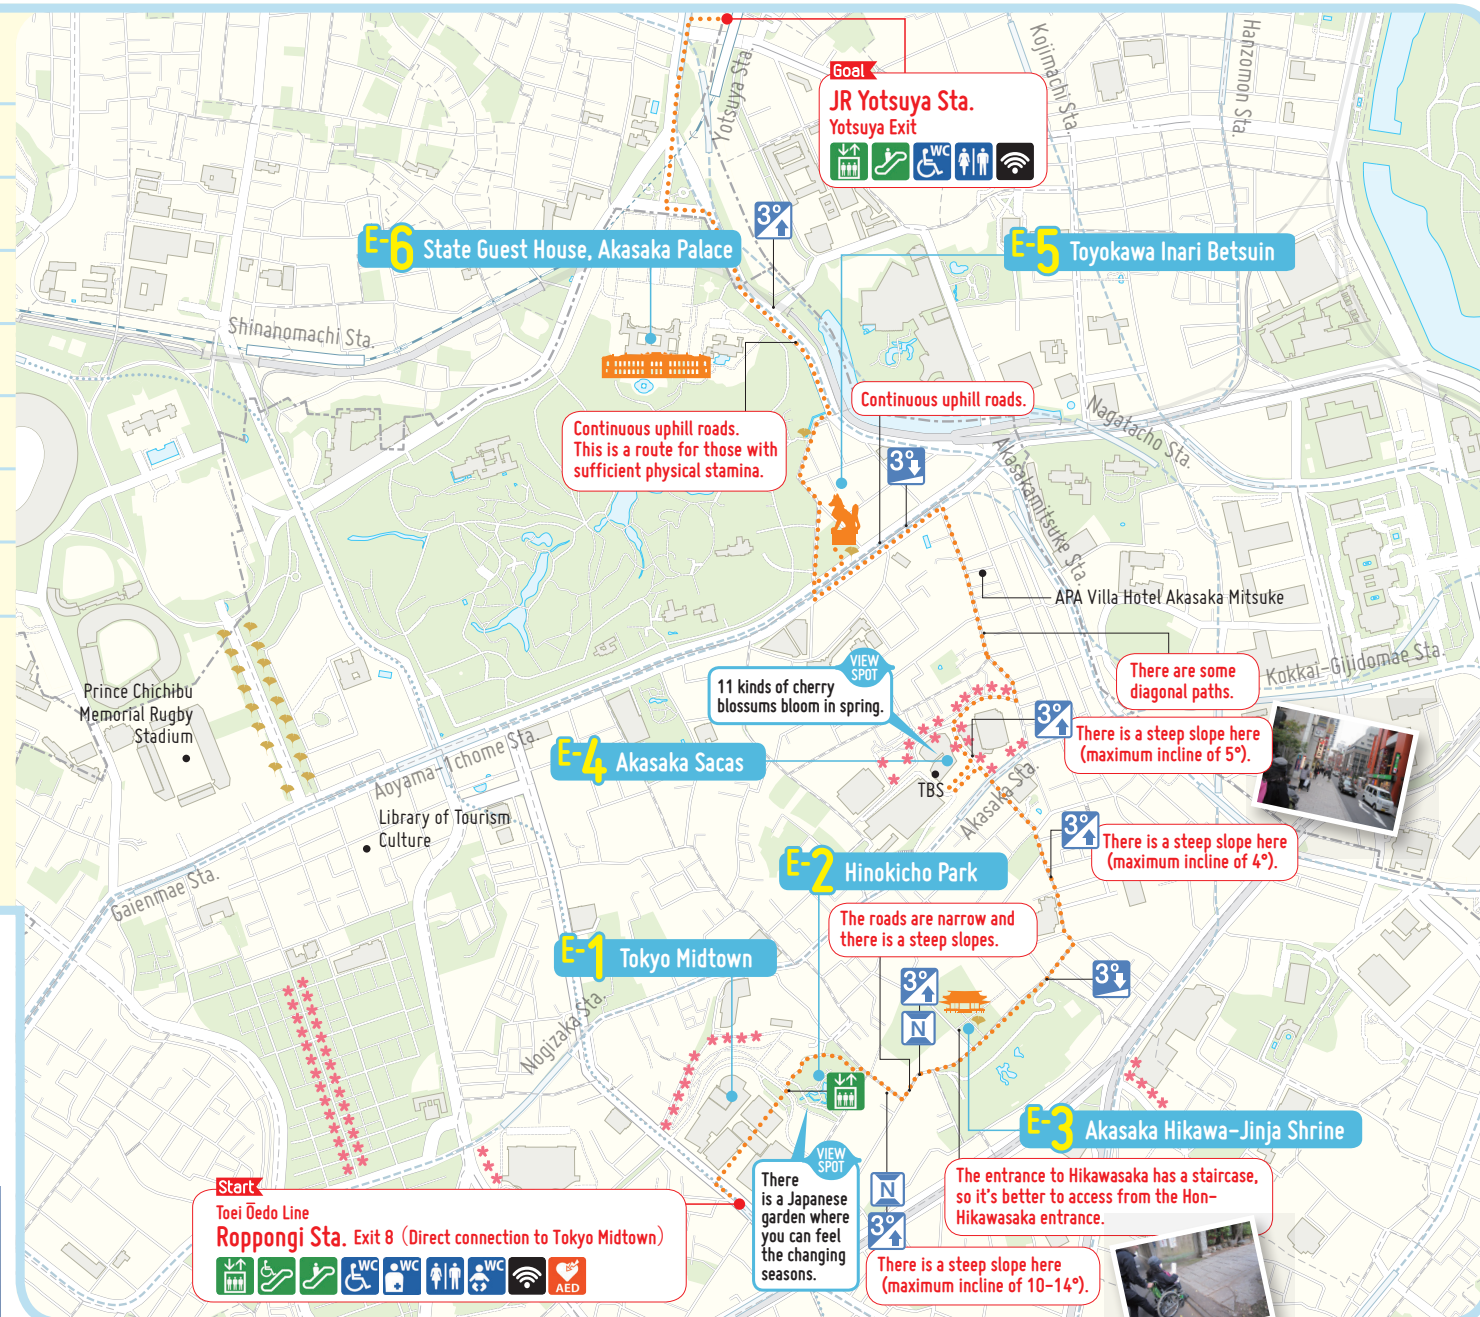 Goal
JR Yotsuya Sta.
Yotsuya Exit
WC
Yotsuya Sta.
Kojimachi Sta.
Hanzomon Sta.
3°
E-6 State Guest House, Akasaka Palace
E-5 Toyokawa Inari Betsuin
Shinanomachi Sta.
Continuous uphill roads.
This is a route for those with
sufficient physical stamina.
Continuous uphill roads.
3°
Nagatacho Sta.
Akasakamitsuke Sta.
APA Villa Hotel Akasaka Mitsuke
Kokkai-Gijidomae Sta.
There are some
diagonal paths.
VIEW
SPOT
11 kinds of cherry
blossums bloom in spring.
3°
There is a steep slope here
(maximum incline of 5°).
Prince Chichibu
Memorial Rugby
Stadium
Aoyama-1chome Sta.
E-4 Akasaka Sacas
TBS
Akasaka Sta.
Library of Tourism
Culture
3°
There is a steep slope here
(maximum incline of 4°).
Gaienmae Sta.
E-2 Hinokicho Park
The roads are narrow and
there is a steep slopes.
E-1 Tokyo Midtown
3°
N
3°
Nogizaka Sta.
E-3 Akasaka Hikawa-Jinja Shrine
VIEW
SPOT
There
is a Japanese
garden where
you can feel
the changing
seasons.
N
3°
The entrance to Hikawasaka has a staircase,
so it's better to access from the Hon-
Hikawasaka entrance.
There is a steep slope here
(maximum incline of 10-14°).
Start
Toei Ōedo Line
Roppongi Sta. Exit 8 (Direct connection to Tokyo Midtown)
WC
WC
WC
AED